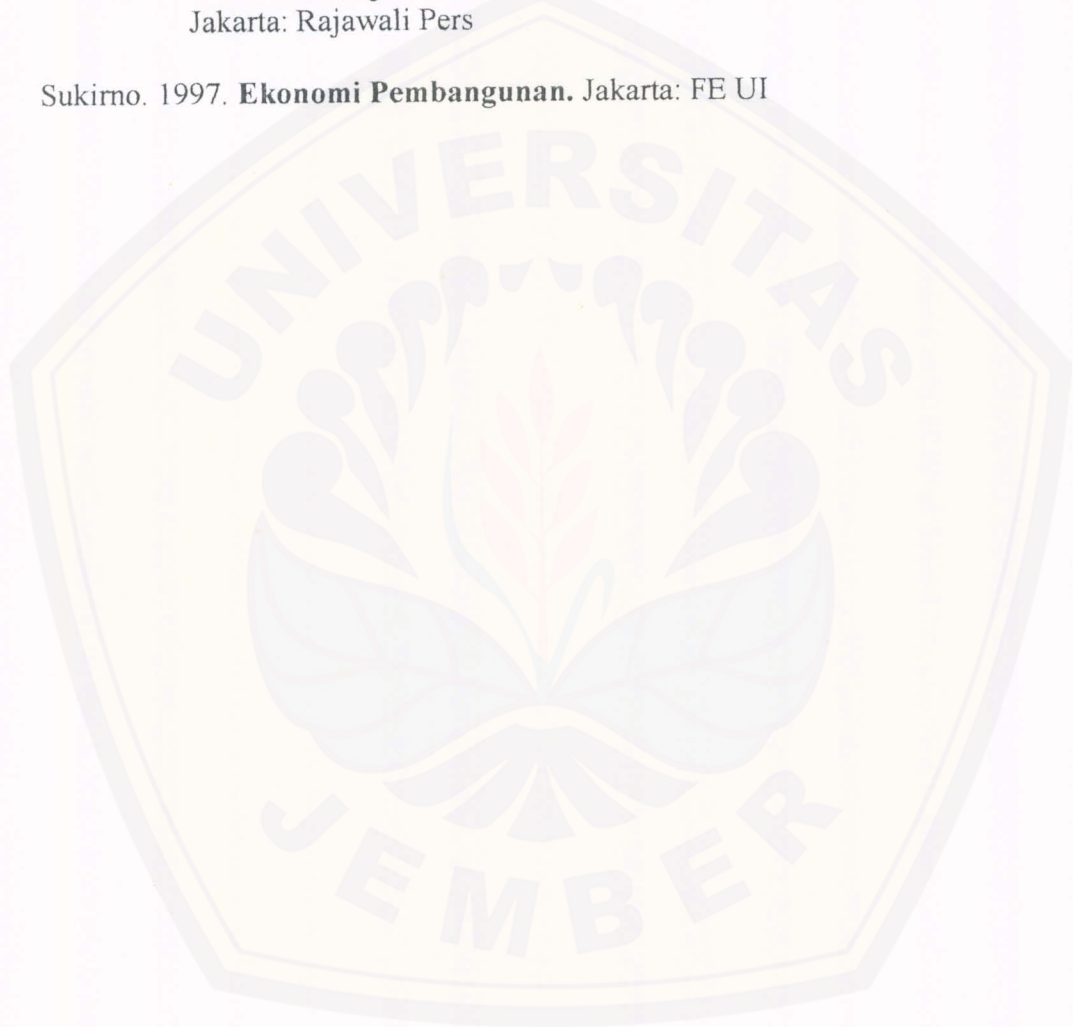 Jakarta: Rajawali Pers
Sukirno. 1997. Ekonomi Pembangunan. Jakarta: FE UI
UNIVERSITAS
JEMBER